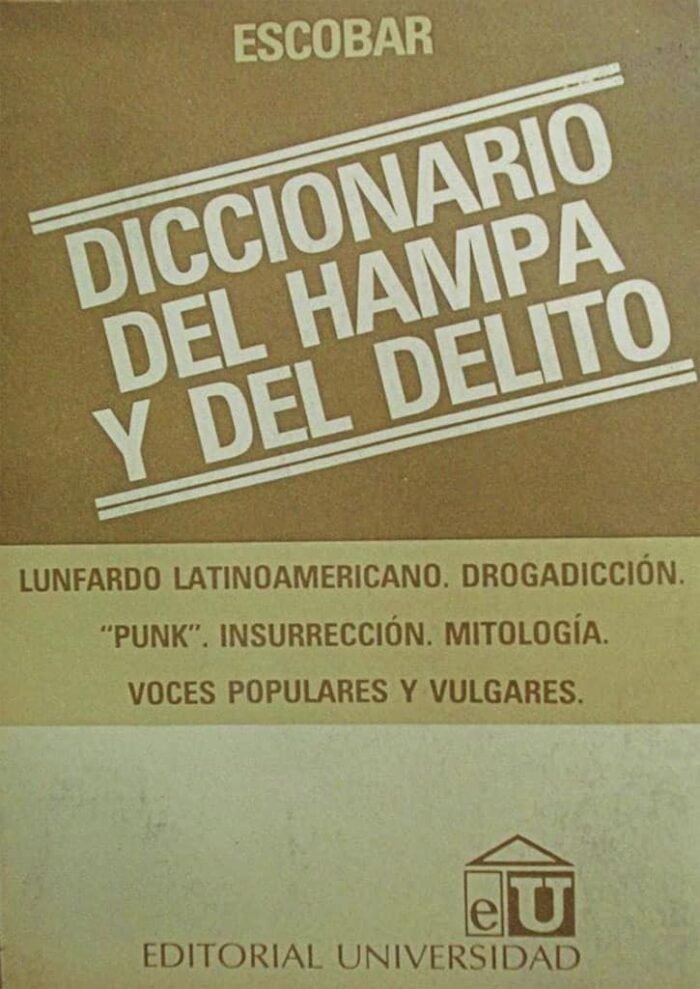 ESCOBAR
DICCIONARIO
DEL HAMPA
Y DEL DELITO
LUNFARDO LATINOAMERICANO. DROGADICCIÓN.
"PUNK". INSURRECCIÓN. MITOLOGÍA.
VOCES POPULARES Y VULGARES.
eU
EDITORIAL UNIVERSIDAD